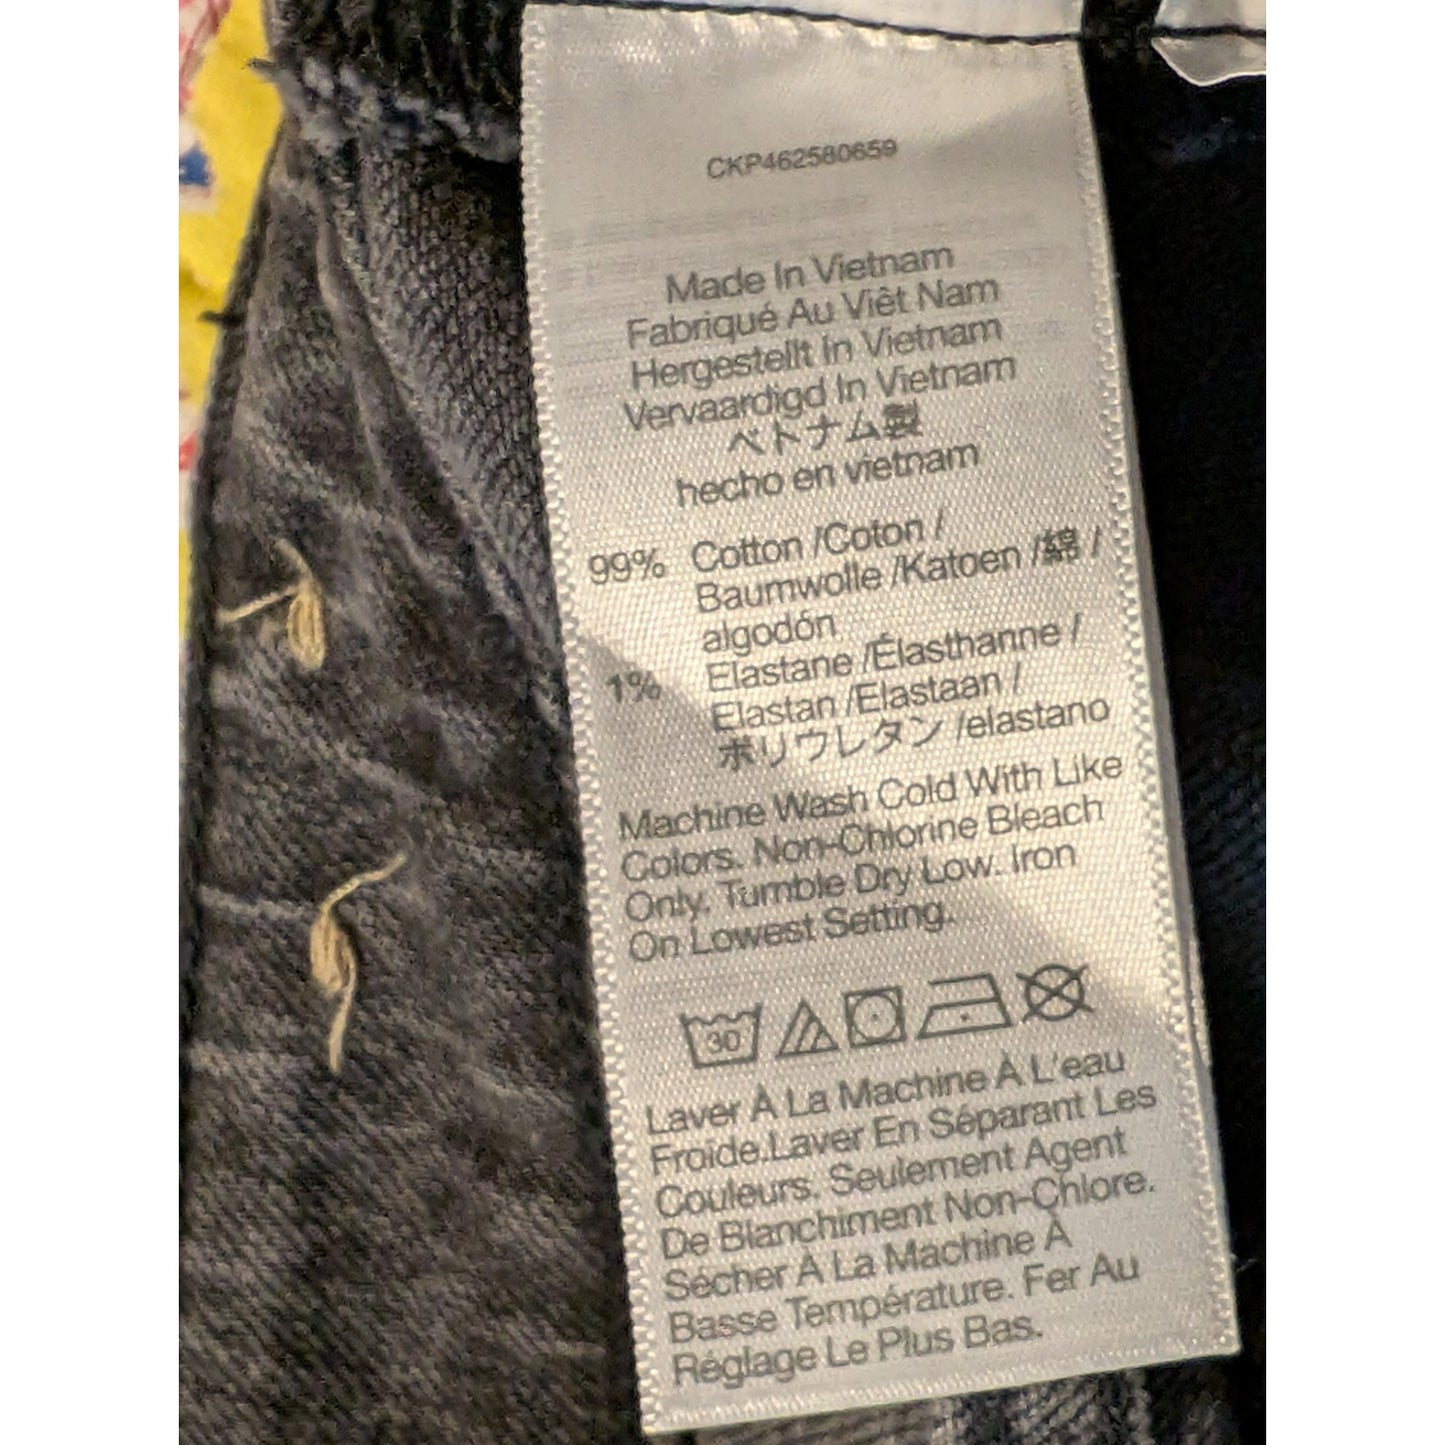 CKP462580659
Made In Vietnam
Fabriqué Au Viêt Nam
Hergestellt In Vietnam
Vervaardigd In Vietnam
ベトナム製
hecho en vietnam
99% Cotton /Coton /
Baumwolle /Katoen /綿 /
algodón
1% Elastane /Élasthanne /
Elastan /Elastaan /
ポリウレタン /elastano
Machine Wash Cold With Like
Colors. Non-Chlorine Bleach
Only. Tumble Dry Low. Iron
On Lowest Setting.
30
Laver À La Machine À L'eau
Froide.Laver En Séparant Les
Couleurs. Seulement Agent
De Blanchiment Non-Chlore.
Sécher À La Machine À
Basse Température. Fer Au
Réglage Le Plus Bas.